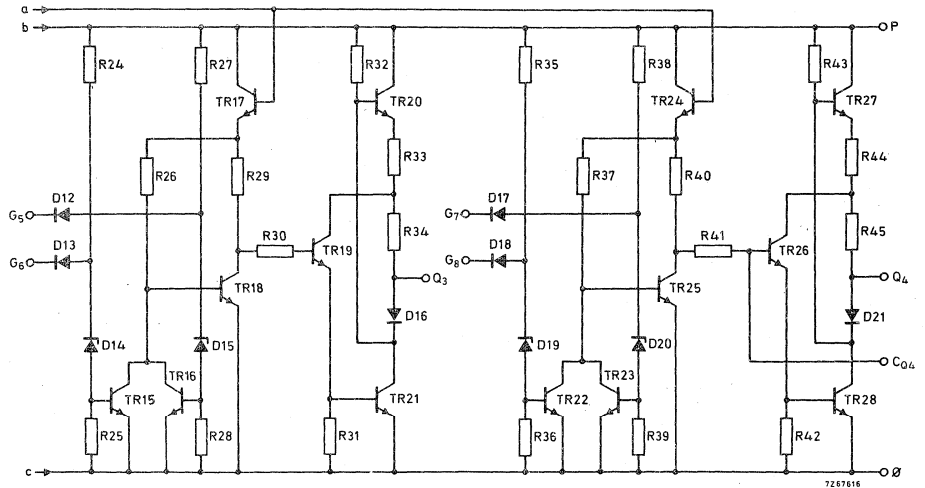 a
b P
R24 R27 R32 R35 R38 R43
TR17 TR20 TR24 TR27
R26 R29 R33 R37 R40 R44
G5 D12 G7 D17
R30 TR19 R34 R41 TR26 R45
G6 D13 G8 D18
Q3 Q4
TR18 TR25
D16 D21
D14 D15 D19 D20
CQ4
TR16 TR23
TR15 TR21 TR22 TR28
R25 R28 R31 R36 R39 R42
c Ø
7Z67616